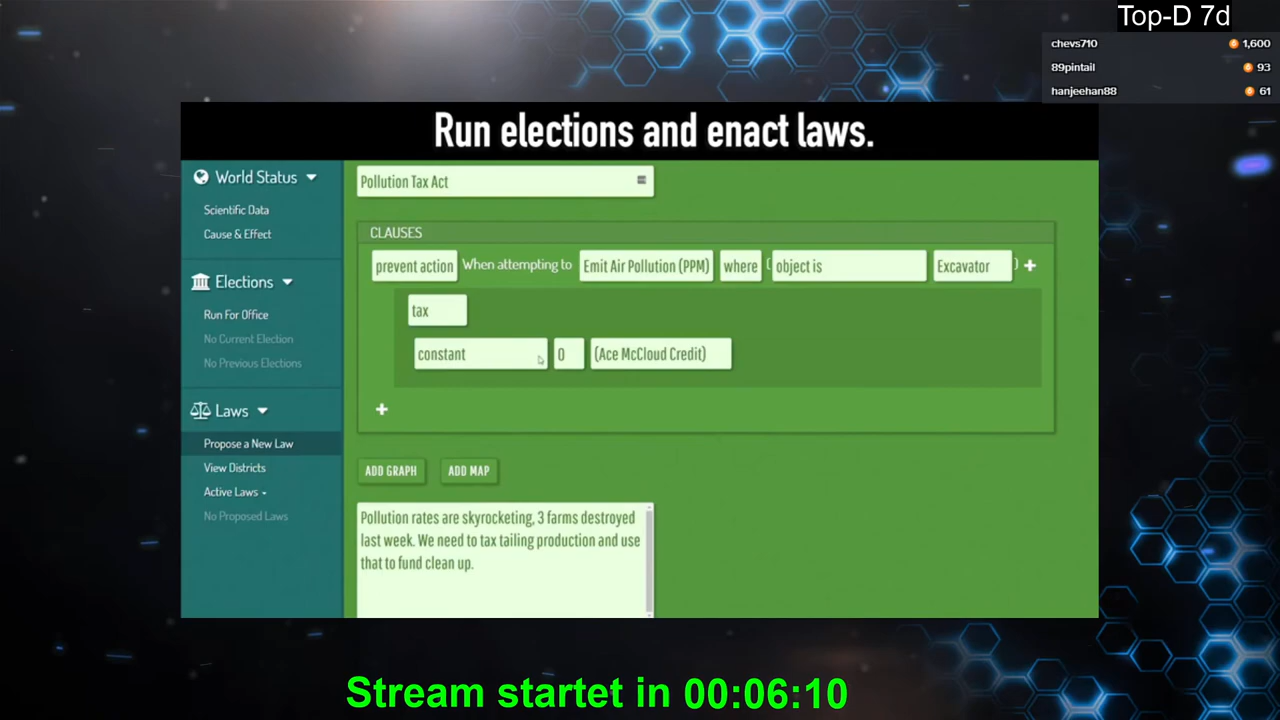 Top-D 7d
chevs710 1,600
89pintail 93
hanjeehan88 61
Run elections and enact laws.
World Status
Scientific Data
Cause & Effect
Elections
Run For Office
No Current Election
No Previous Elections
Laws
Propose a New Law
View Districts
Active Laws
No Proposed Laws
Pollution Tax Act
CLAUSES
prevent action When attempting to Emit Air Pollution (PPM) where ( object is Excavator )
tax
constant 0 (Ace McCloud Credit)
ADD GRAPH ADD MAP
Pollution rates are skyrocketing, 3 farms destroyed
last week. We need to tax tailing production and use
that to fund clean up.
Stream startet in 00:06:10